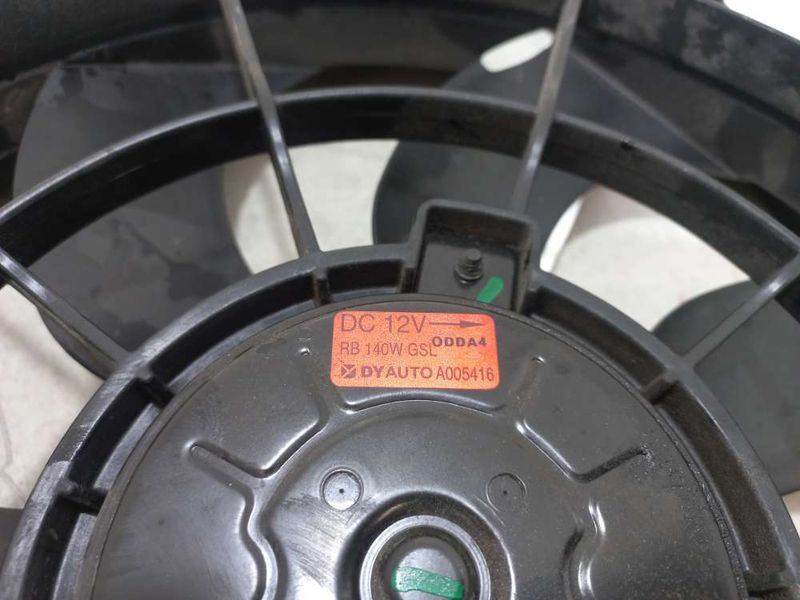 DC 12V
ODDA4
RB 140W GSL
DYAUTO A005416